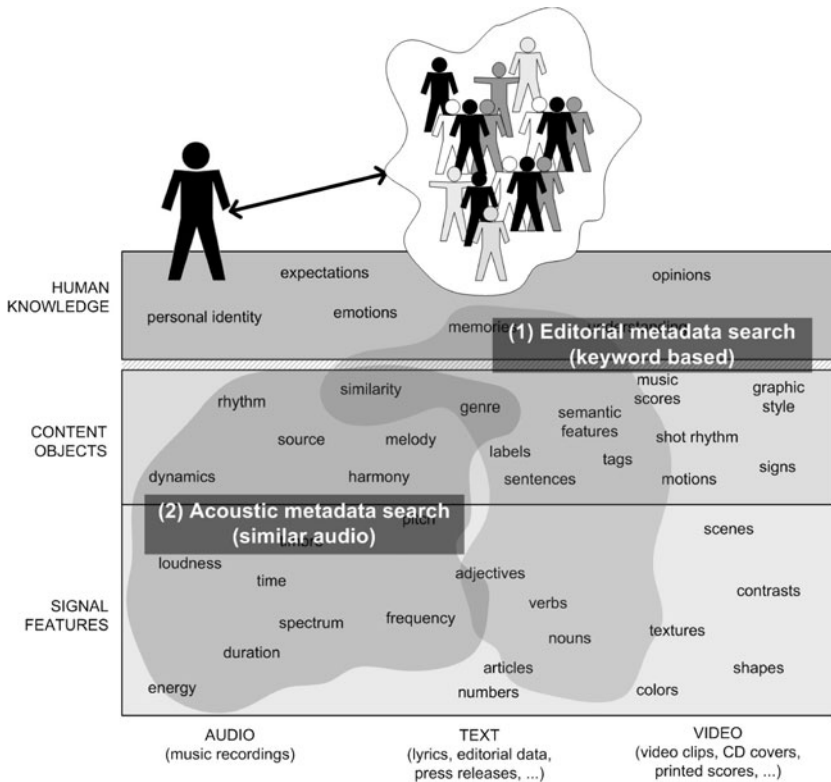 expectations
opinions
HUMAN
KNOWLEDGE
emotions
personal identity
memories
understanding
(1) Editorial metadata search
(keyword based)
similarity
music
scores
graphic
style
rhythm
genre
semantic
features
CONTENT
OBJECTS
source
melody
shot rhythm
labels
tags
signs
dynamics
harmony
sentences
motions
(2) Acoustic metadata search
(similar audio)
pitch
timbre
scenes
loudness
time
adjectives
contrasts
SIGNAL
FEATURES
verbs
spectrum
frequency
nouns
textures
duration
articles
shapes
energy
numbers
colors
AUDIO
(music recordings)
TEXT
(lyrics, editorial data,
press releases, ...)
VIDEO
(video clips, CD covers,
printed scores, ...)